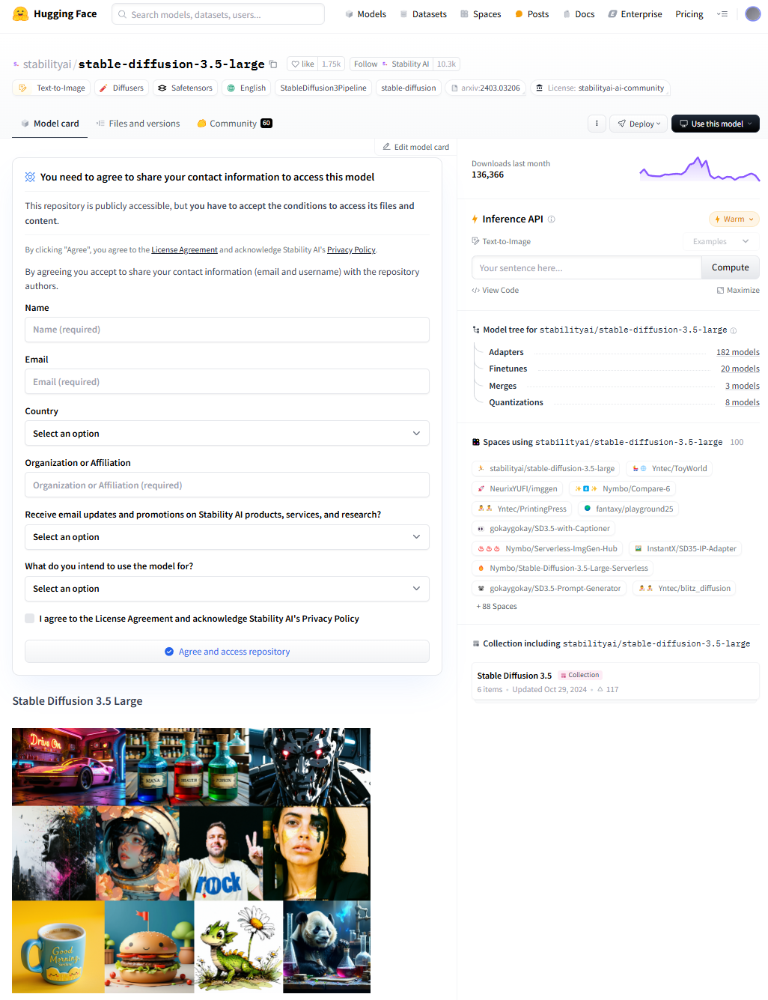 Hugging Face
Search models, datasets, users...
Models
Datasets
Spaces
Posts
Docs
Enterprise
Pricing
stabilityai/stable-diffusion-3.5-large
like 1.75k
Follow Stability AI 10.3k
Text-to-Image
Diffusers
Safetensors
English
StableDiffusion3Pipeline
stable-diffusion
arxiv:2403.03206
License: stabilityai-ai-community
Model card
Files and versions
Community 60
Deploy
Use this model
Edit model card
You need to agree to share your contact information to access this model
This repository is publicly accessible, but you have to accept the conditions to access its files and
content.
By clicking "Agree", you agree to the License Agreement and acknowledge Stability AI's Privacy Policy.
By agreeing you accept to share your contact information (email and username) with the repository
authors.
Name
Name (required)
Email
Email (required)
Country
Select an option
Organization or Affiliation
Organization or Affiliation (required)
Receive email updates and promotions on Stability AI products, services, and research?
Select an option
What do you intend to use the model for?
Select an option
I agree to the License Agreement and acknowledge Stability AI's Privacy Policy
Agree and access repository
Stable Diffusion 3.5 Large
Drive On
MANA
HEALTH
rock
Good
Morning
Downloads last month
136,366
Inference API
Warm
Text-to-Image
Examples
Your sentence here...
Compute
View Code
Maximize
Model tree for stabilityai/stable-diffusion-3.5-large
Adapters 182 models
Finetunes 20 models
Merges 3 models
Quantizations 8 models
Spaces using stabilityai/stable-diffusion-3.5-large 100
stabilityai/stable-diffusion-3.5-large
Yntec/ToyWorld
NeurixYUFI/imggen
Nymbo/Compare-6
Yntec/PrintingPress
fantaxy/playground25
gokaygokay/SD3.5-with-Captioner
Nymbo/Serverless-ImgGen-Hub
InstantX/SD35-IP-Adapter
Nymbo/Stable-Diffusion-3.5-Large-Serverless
gokaygokay/SD3.5-Prompt-Generator
Yntec/blitz_diffusion
+ 88 Spaces
Collection including stabilityai/stable-diffusion-3.5-large
Stable Diffusion 3.5 Collection
6 items • Updated Oct 29, 2024 • 117